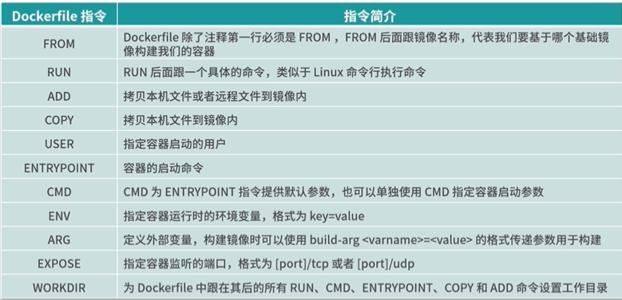 Dockerfile 指令 指令简介
FROM Dockerfile 除了注释第一行必须是 FROM ，FROM 后面跟镜像名称，代表我们要基于哪个基础镜
像构建我们的容器
RUN RUN 后面跟一个具体的命令，类似于 Linux 命令行执行命令
ADD 拷贝本机文件或者远程文件到镜像内
COPY 拷贝本机文件到镜像内
USER 指定容器启动的用户
ENTRYPOINT 容器的启动命令
CMD CMD 为 ENTRYPOINT 指令提供默认参数，也可以单独使用 CMD 指定容器启动参数
ENV 指定容器运行时的环境变量，格式为 key=value
ARG 定义外部变量，构建镜像时可以使用 build-arg <varname>=<value> 的格式传递参数用于构建
EXPOSE 指定容器监听的端口，格式为 [port]/tcp 或者 [port]/udp
WORKDIR 为 Dockerfile 中跟在其后的所有 RUN、CMD、ENTRYPOINT、COPY 和 ADD 命令设置工作目录